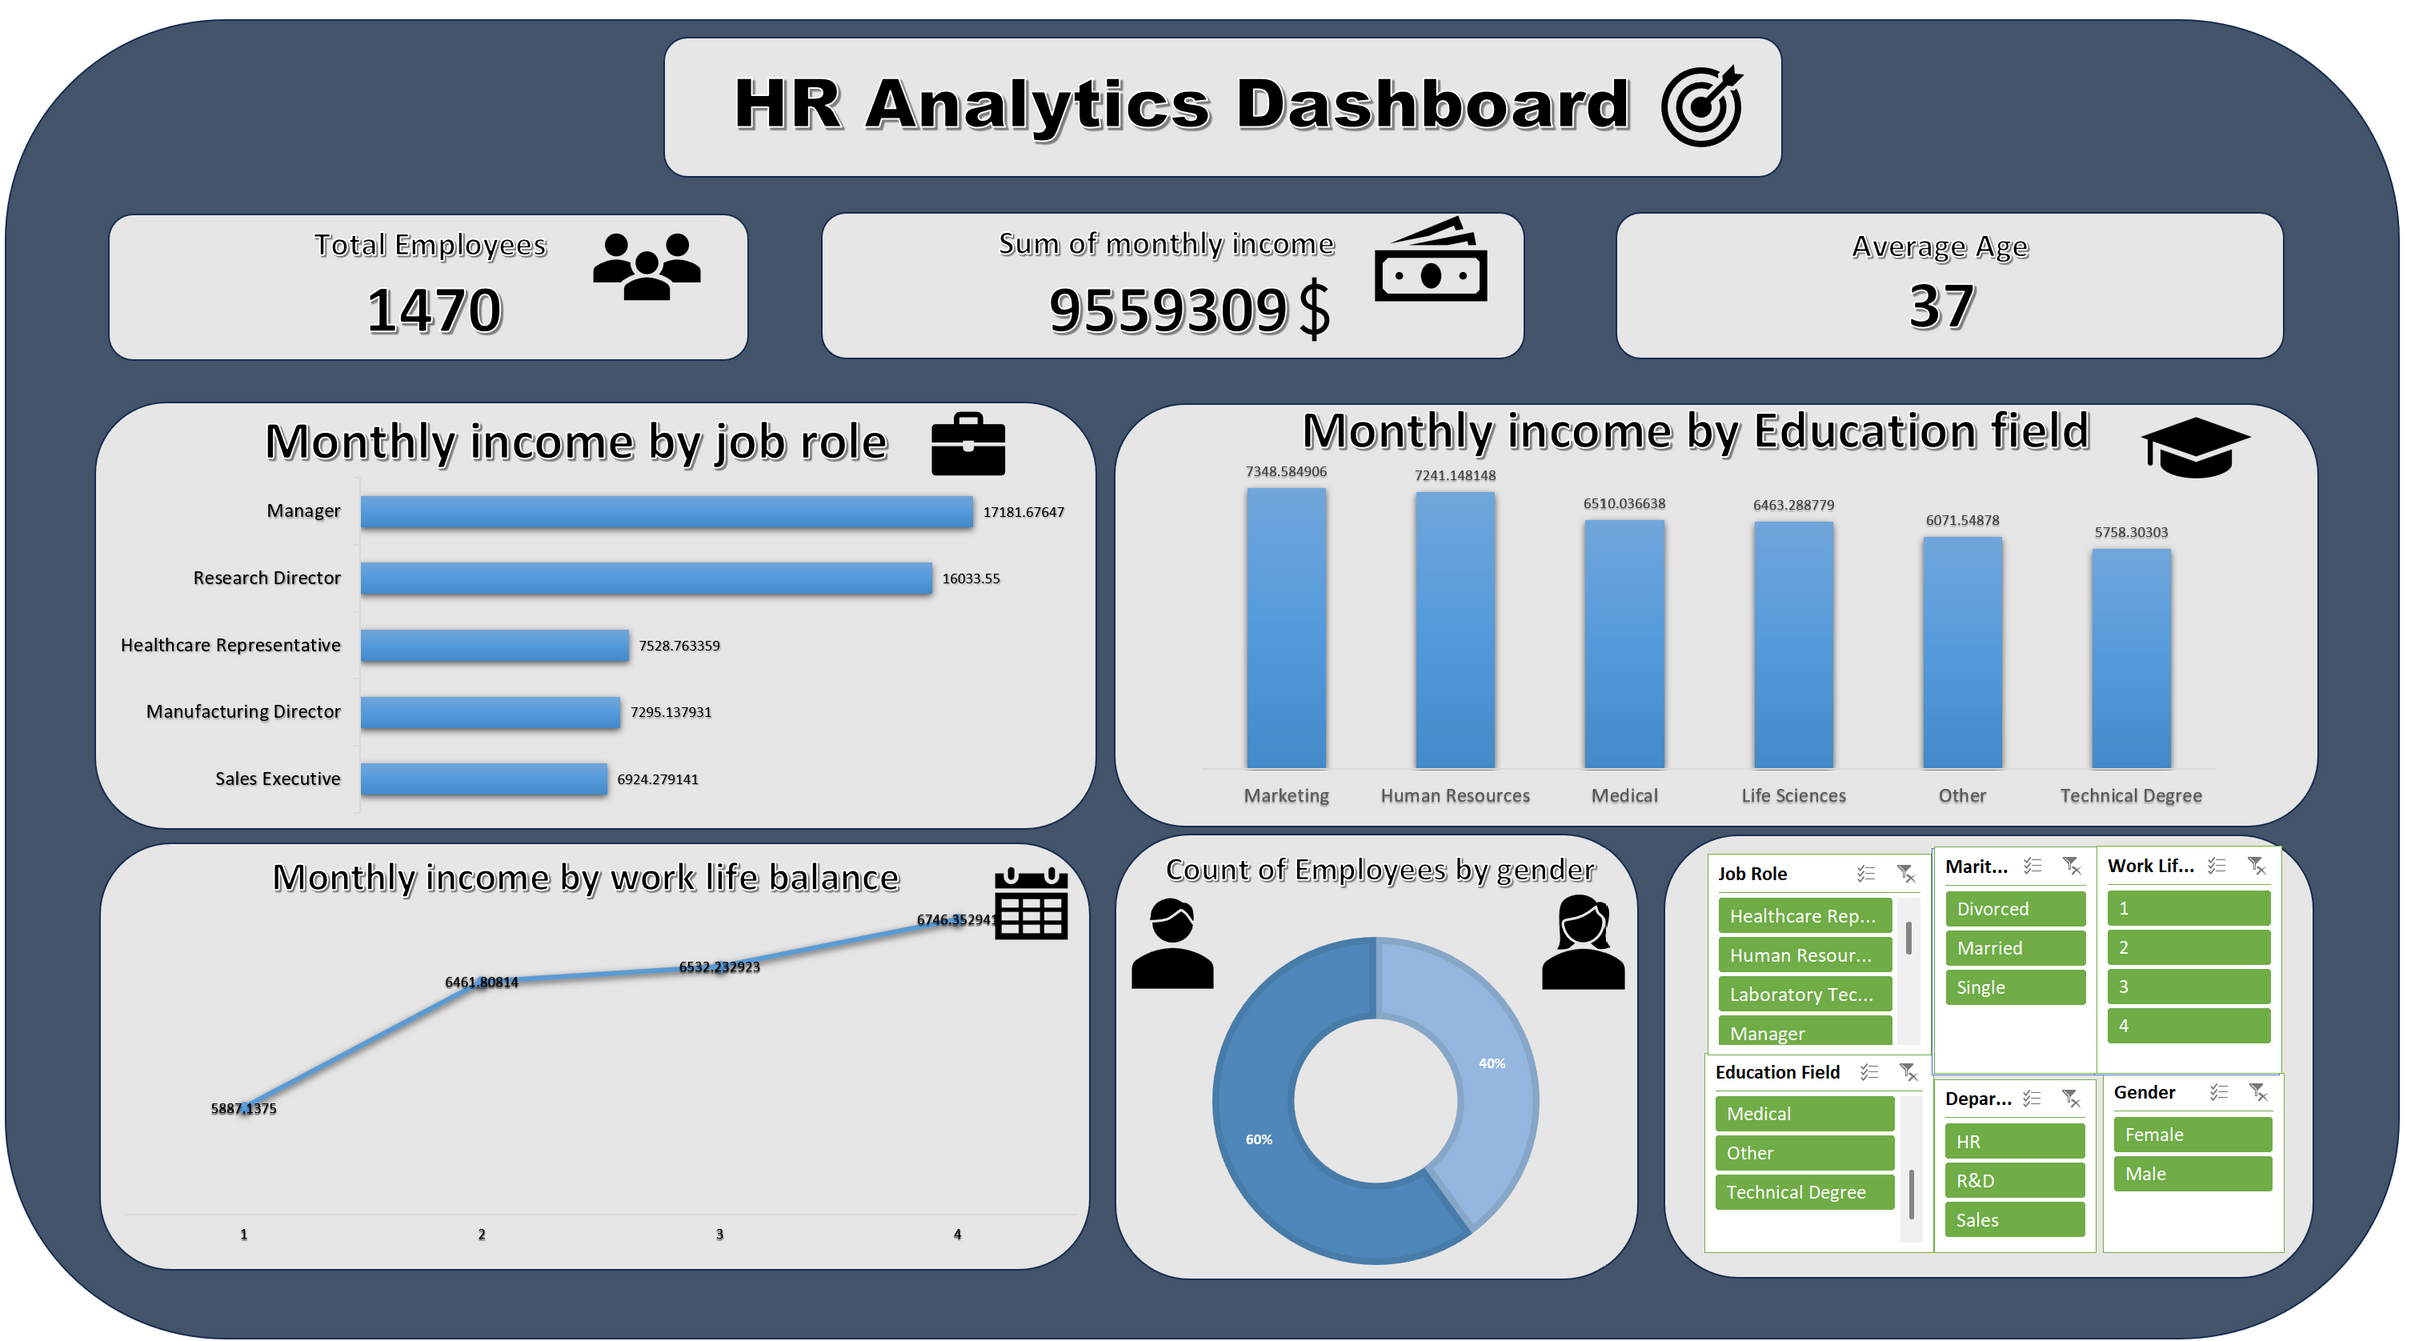 HR Analytics Dashboard
Total Employees
1470
Sum of monthly income
9559309 $
Average Age
37
Monthly income by job role
Manager 17181.67647
Research Director 16033.55
Healthcare Representative 7528.763359
Manufacturing Director 7295.137931
Sales Executive 6924.279141
Monthly income by Education field
7348.584906 7241.148148 6510.036638 6463.288779 6071.54878 5758.30303
Marketing Human Resources Medical Life Sciences Other Technical Degree
Monthly income by work life balance
6746.352941
6532.232923
6461.80814
5887.1375
1 2 3 4
Count of Employees by gender
40%
60%
Job Role
Healthcare Rep...
Human Resour...
Laboratory Tec...
Manager
Marit...
Divorced
Married
Single
Work Lif...
1
2
3
4
Education Field
Medical
Other
Technical Degree
Depar...
HR
R&D
Sales
Gender
Female
Male